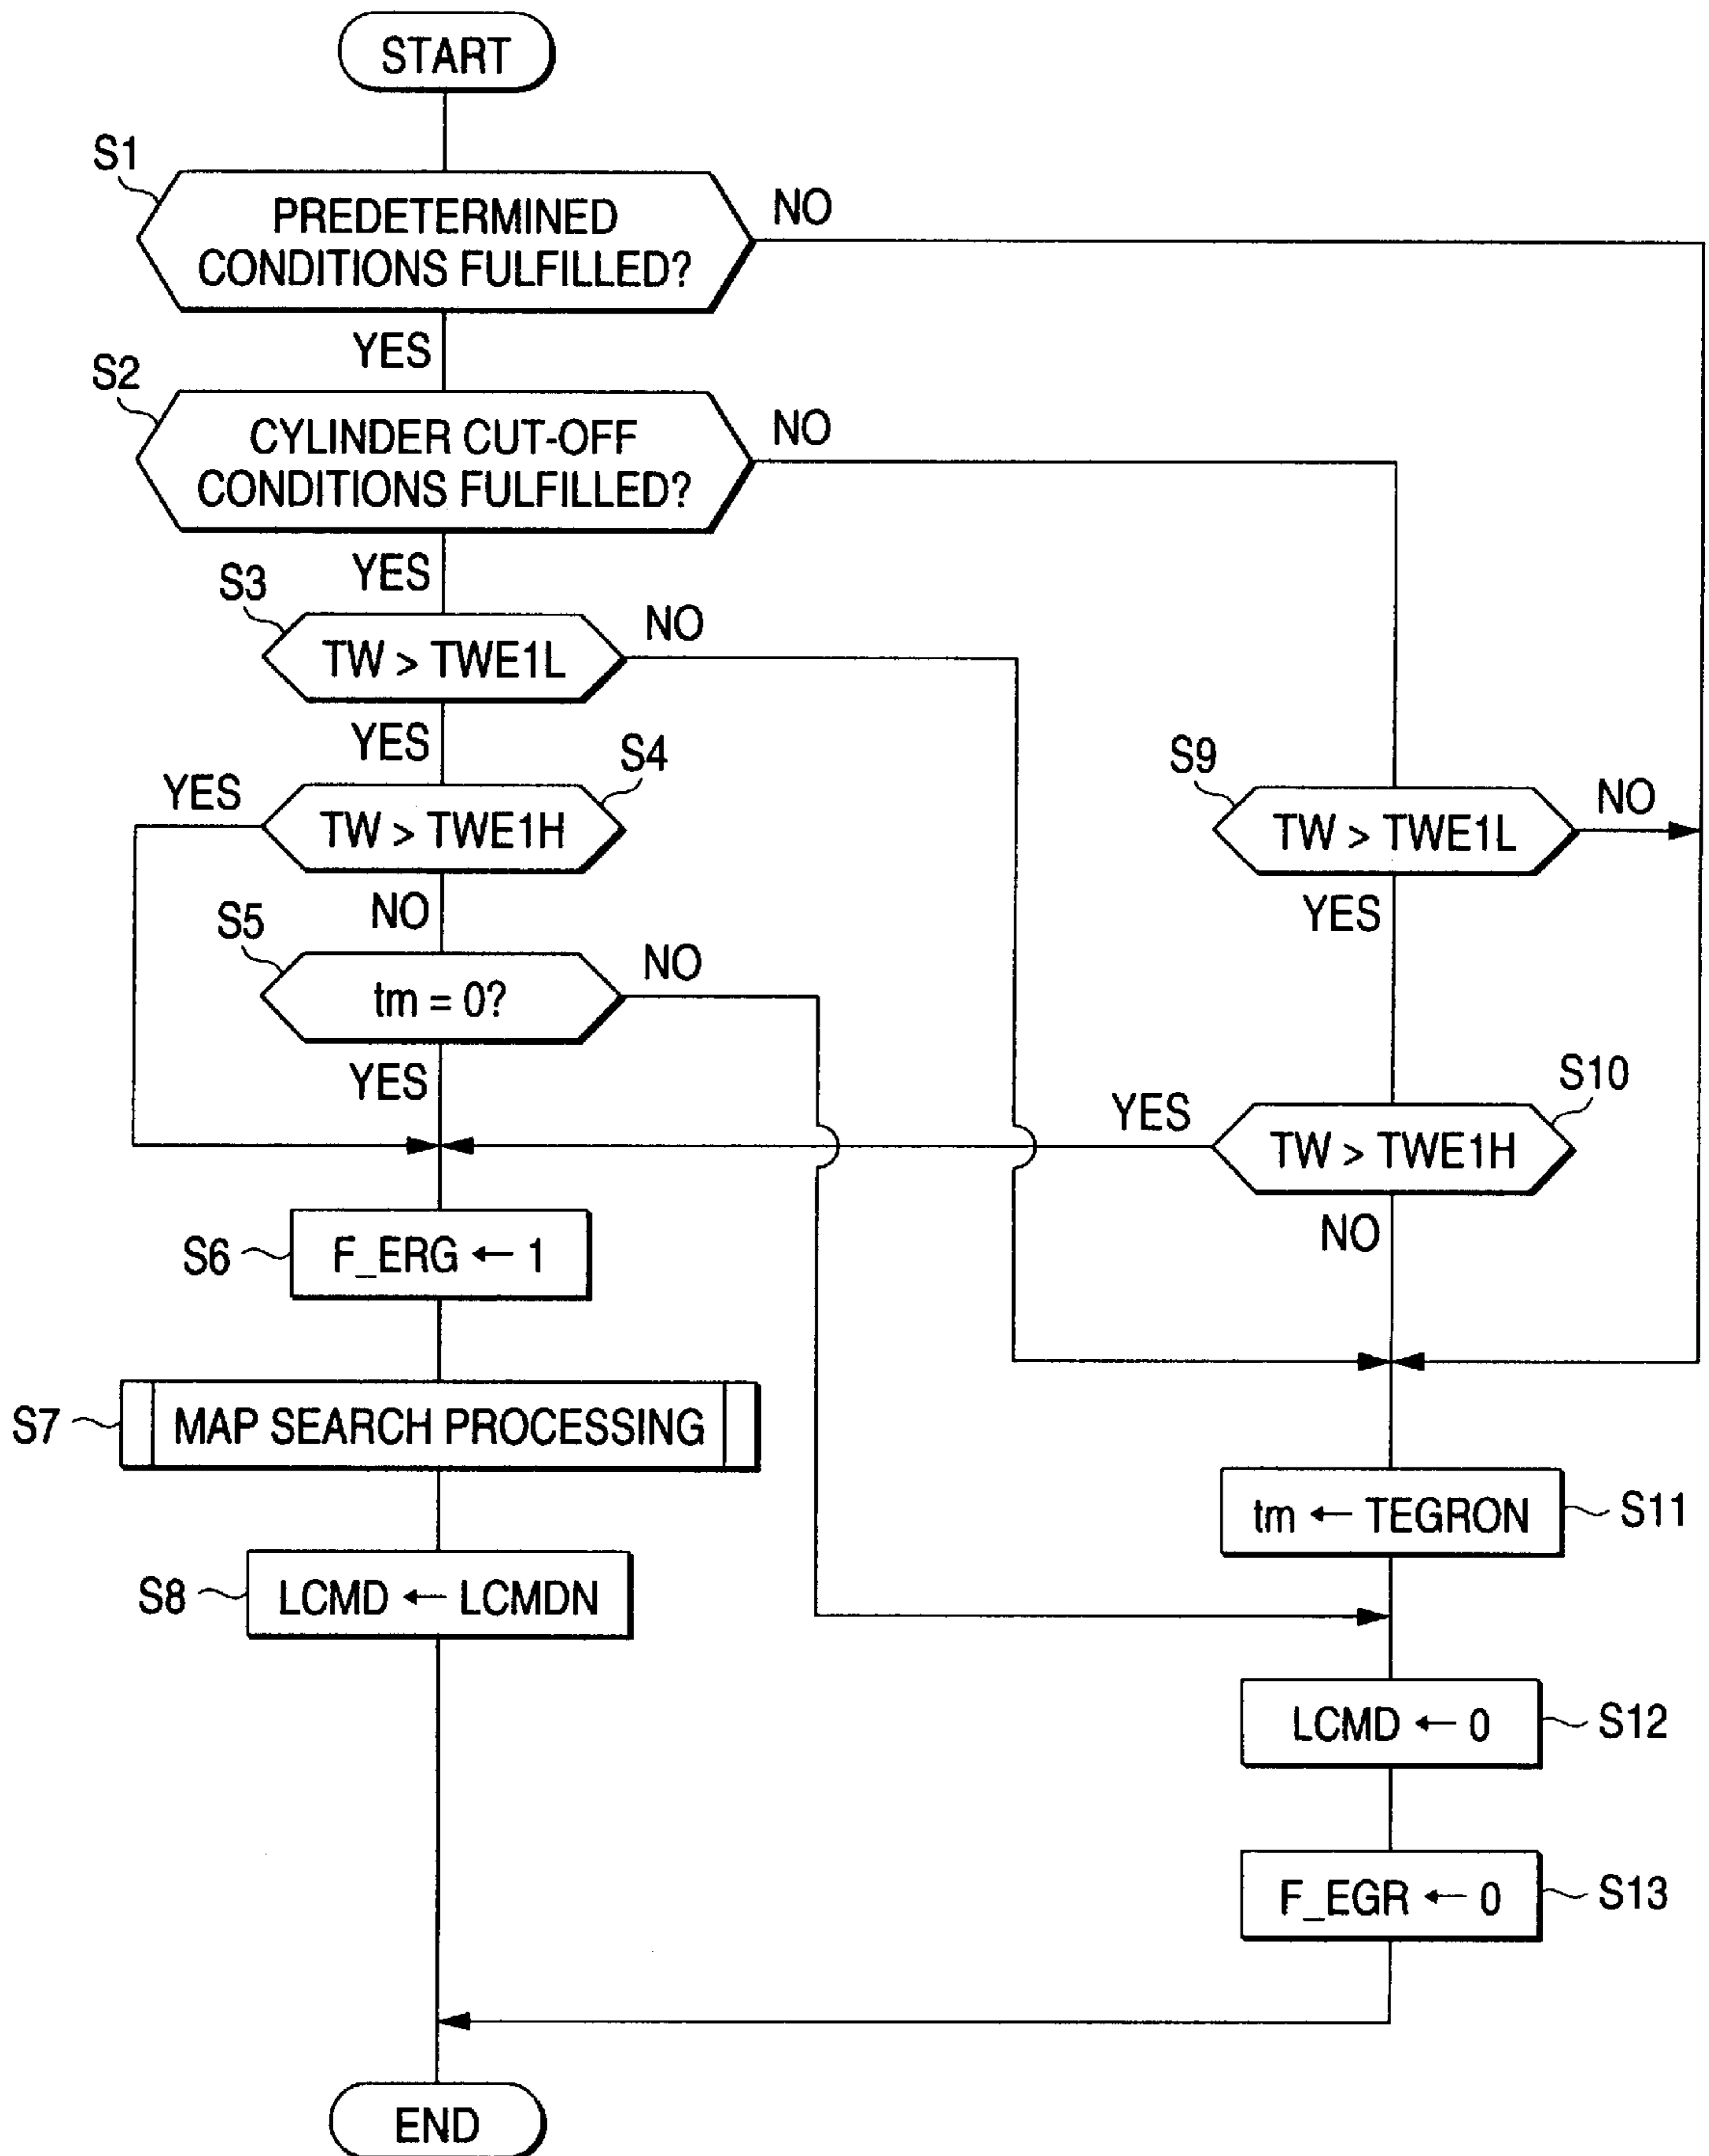 START
S1
PREDETERMINED
CONDITIONS FULFILLED?
NO
YES
S2
CYLINDER CUT-OFF
CONDITIONS FULFILLED?
NO
YES
S3
TW > TWE1L
NO
YES
S4
YES
TW > TWE1H
NO
S5
tm = 0?
NO
YES
S9
TW > TWE1L
NO
YES
S10
YES
TW > TWE1H
NO
S6
F_ERG ← 1
S7
MAP SEARCH PROCESSING
S8
LCMD ← LCMDN
tm ← TEGRON
S11
LCMD ← 0
S12
F_EGR ← 0
S13
END